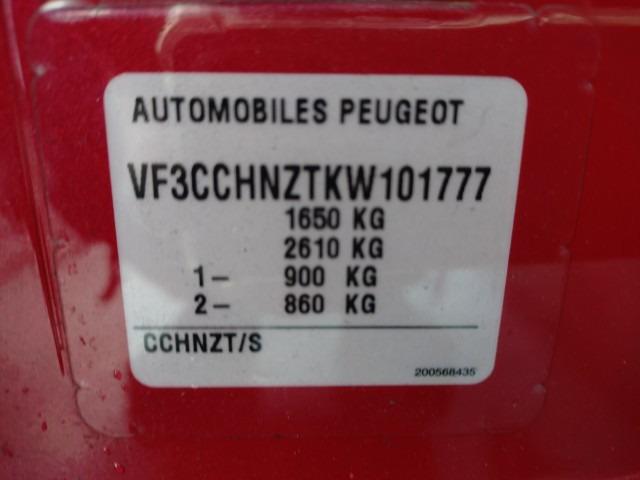 AUTOMOBILES PEUGEOT
VF3CCHNZTKW101777
1650 KG
2610 KG
1– 900 KG
2– 860 KG
CCHNZT/S
200568435